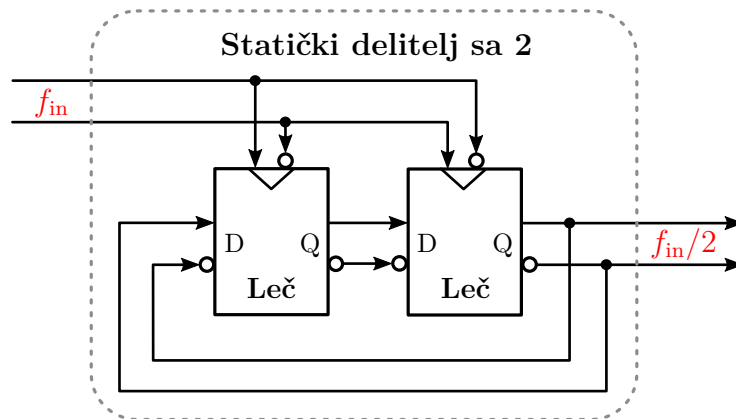 Statički delitelj sa 2
f_in
D Q D Q
f_in/2
Leč Leč